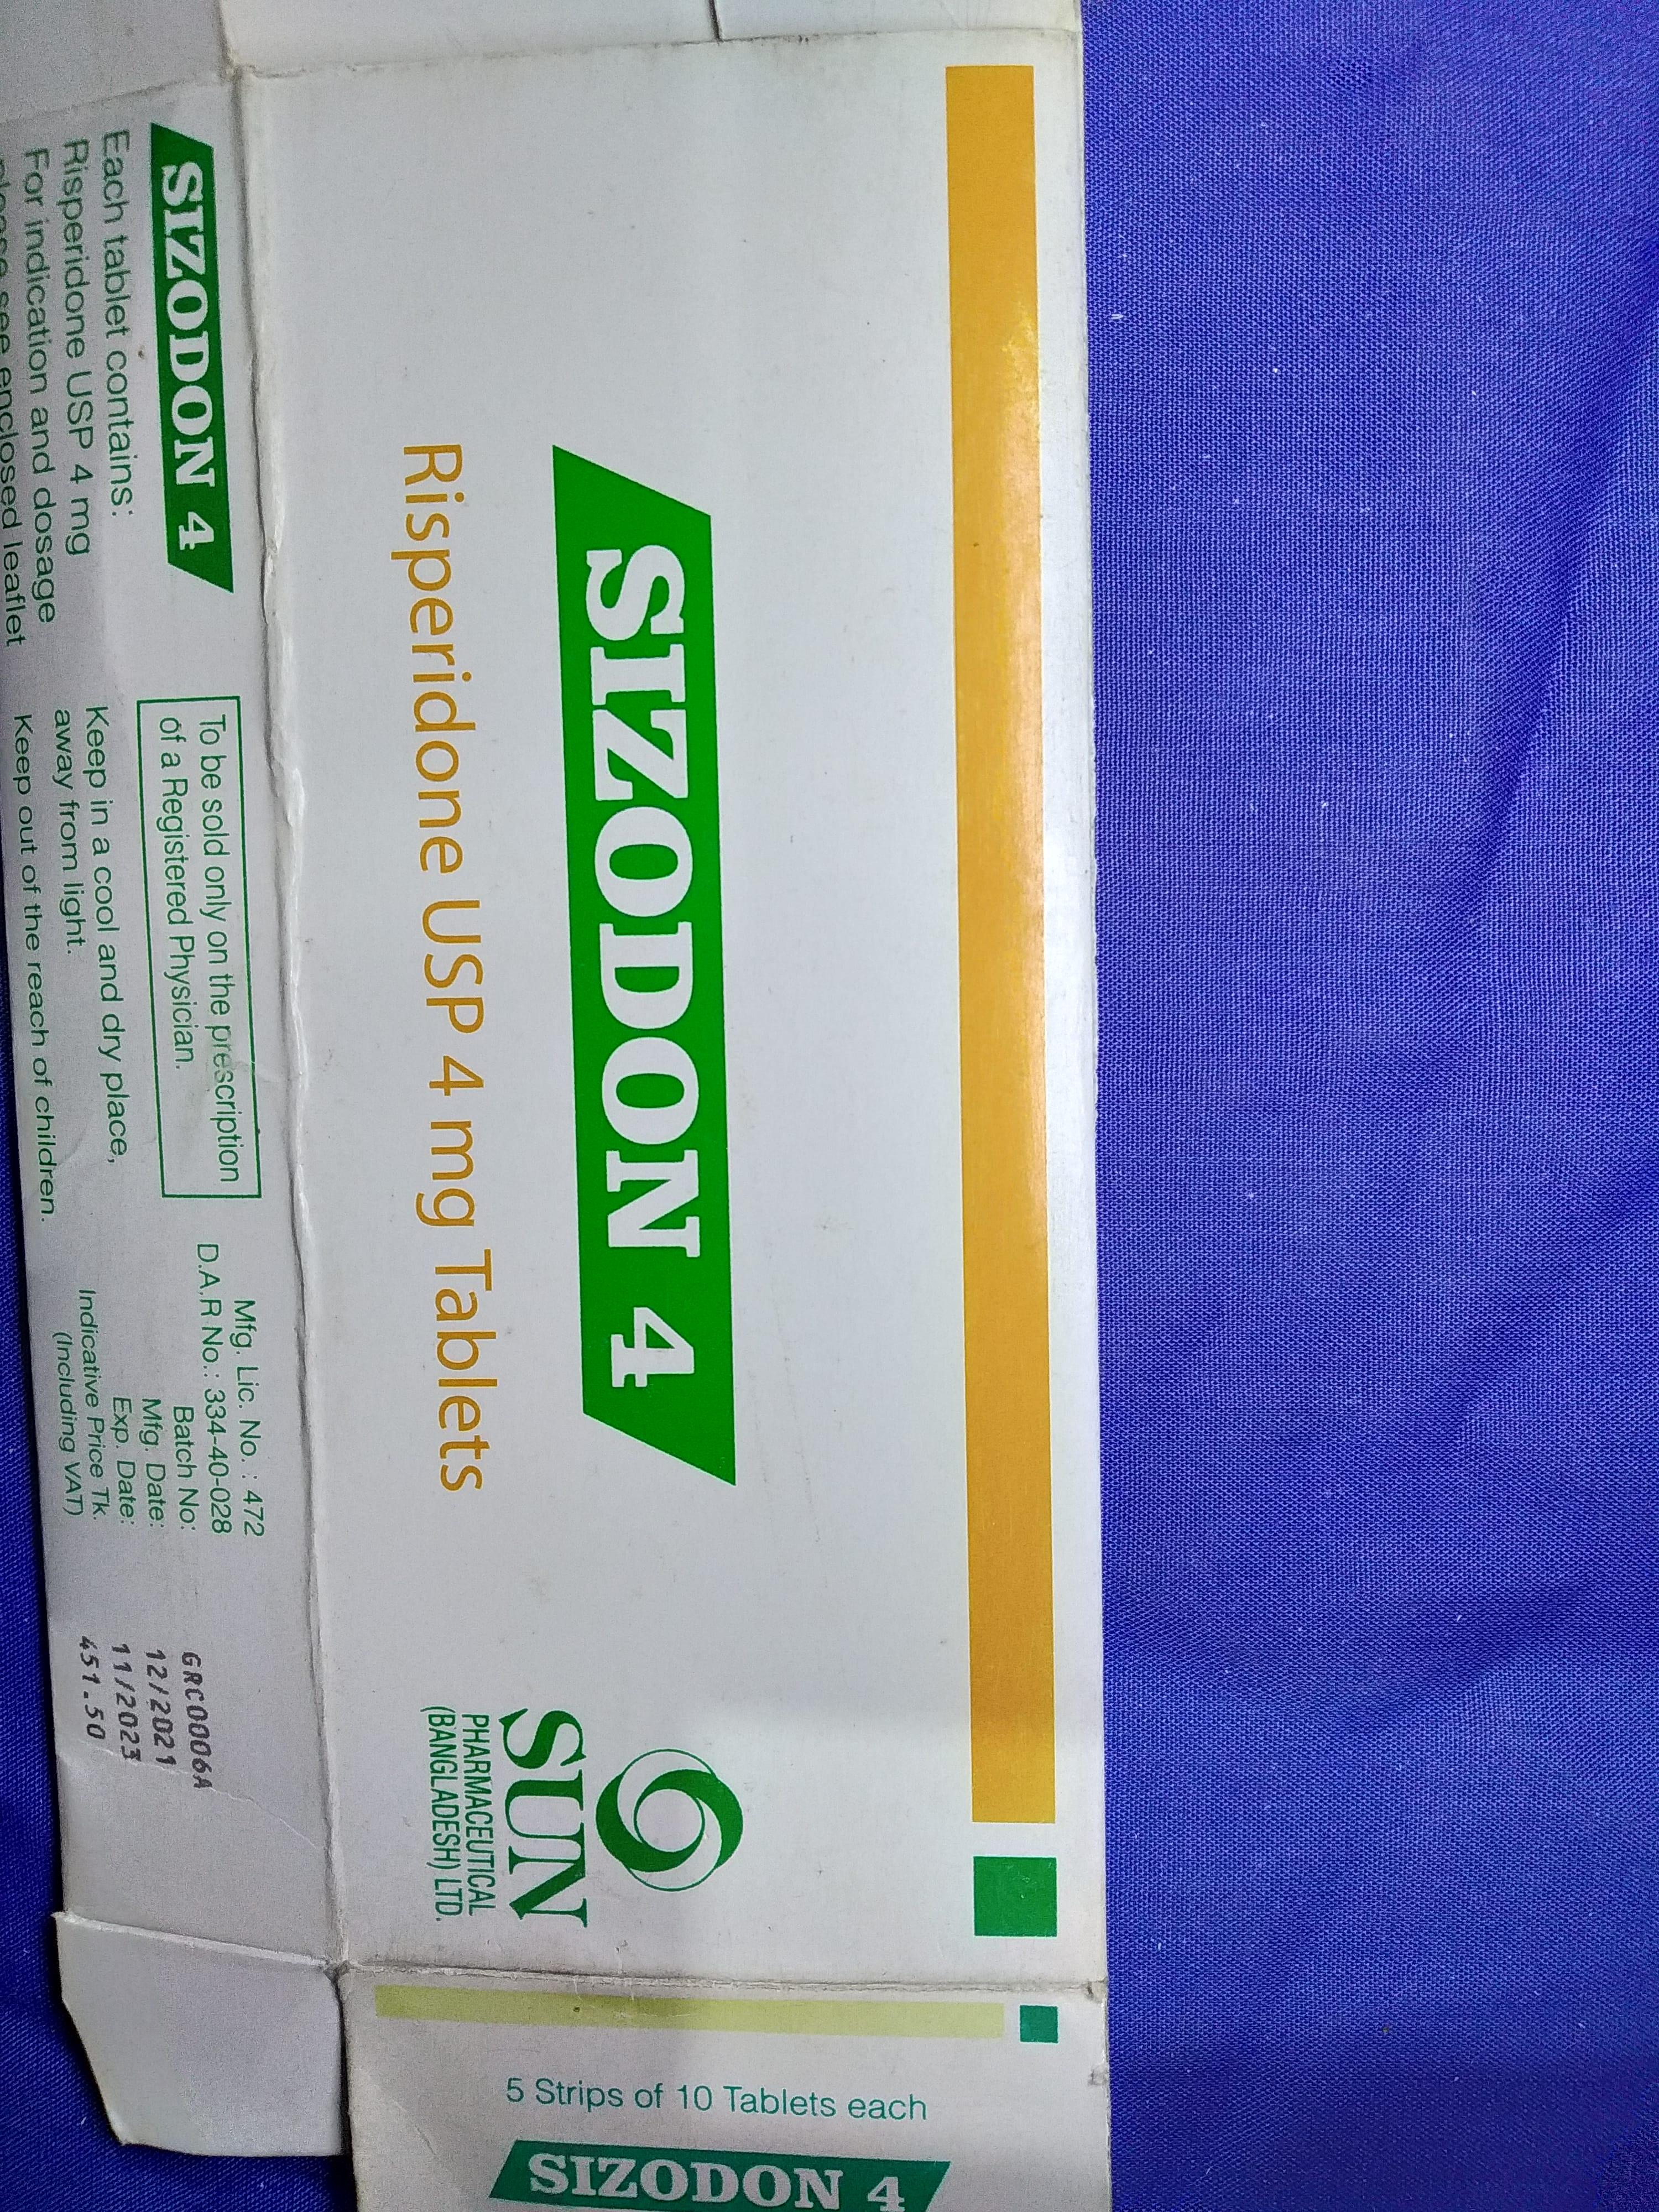 SIZODON 4
Risperidone USP 4 mg Tablets
SUN
PHARMACEUTICAL
(BANGLADESH) LTD.
5 Strips of 10 Tablets each
SIZODON 4
SIZODON 4
Each tablet contains:
Risperidone USP 4 mg
For indication and dosage
please see enclosed leaflet
To be sold only on the prescription
of a Registered Physician.
Keep in a cool and dry place,
away from light.
Keep out of the reach of children.
Mfg. Lic. No. : 472
D.A.R No.: 334-40-028
Batch No: GRC0006A
Mfg. Date: 12/2021
Exp. Date: 11/2023
Indicative Price Tk. 451.50
(Including VAT)